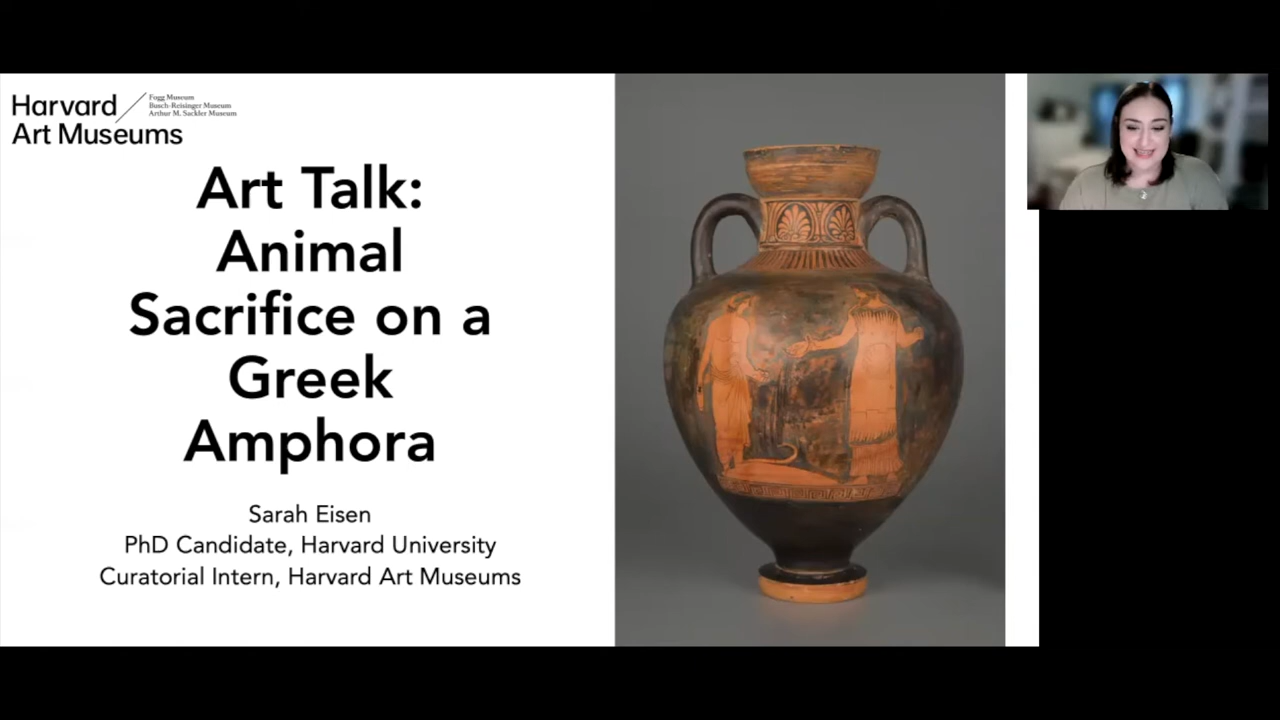 Harvard
Art Museums
Fogg Museum
Busch-Reisinger Museum
Arthur M. Sackler Museum
Art Talk:
Animal
Sacrifice on a
Greek
Amphora
Sarah Eisen
PhD Candidate, Harvard University
Curatorial Intern, Harvard Art Museums